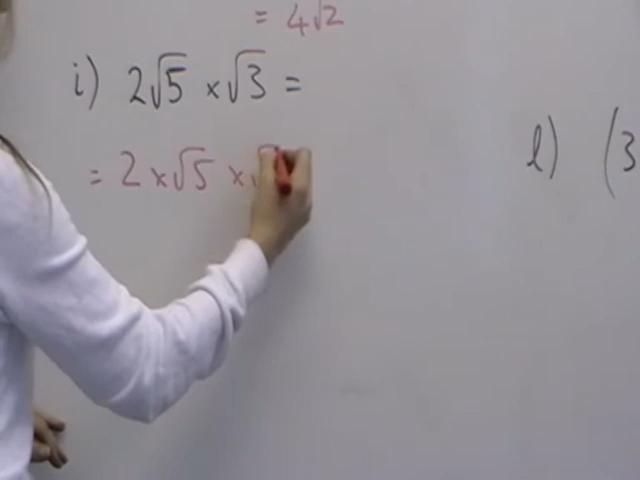 = 4√2
i) 2√5 × √3 =
= 2 × √5 × √
l) (3